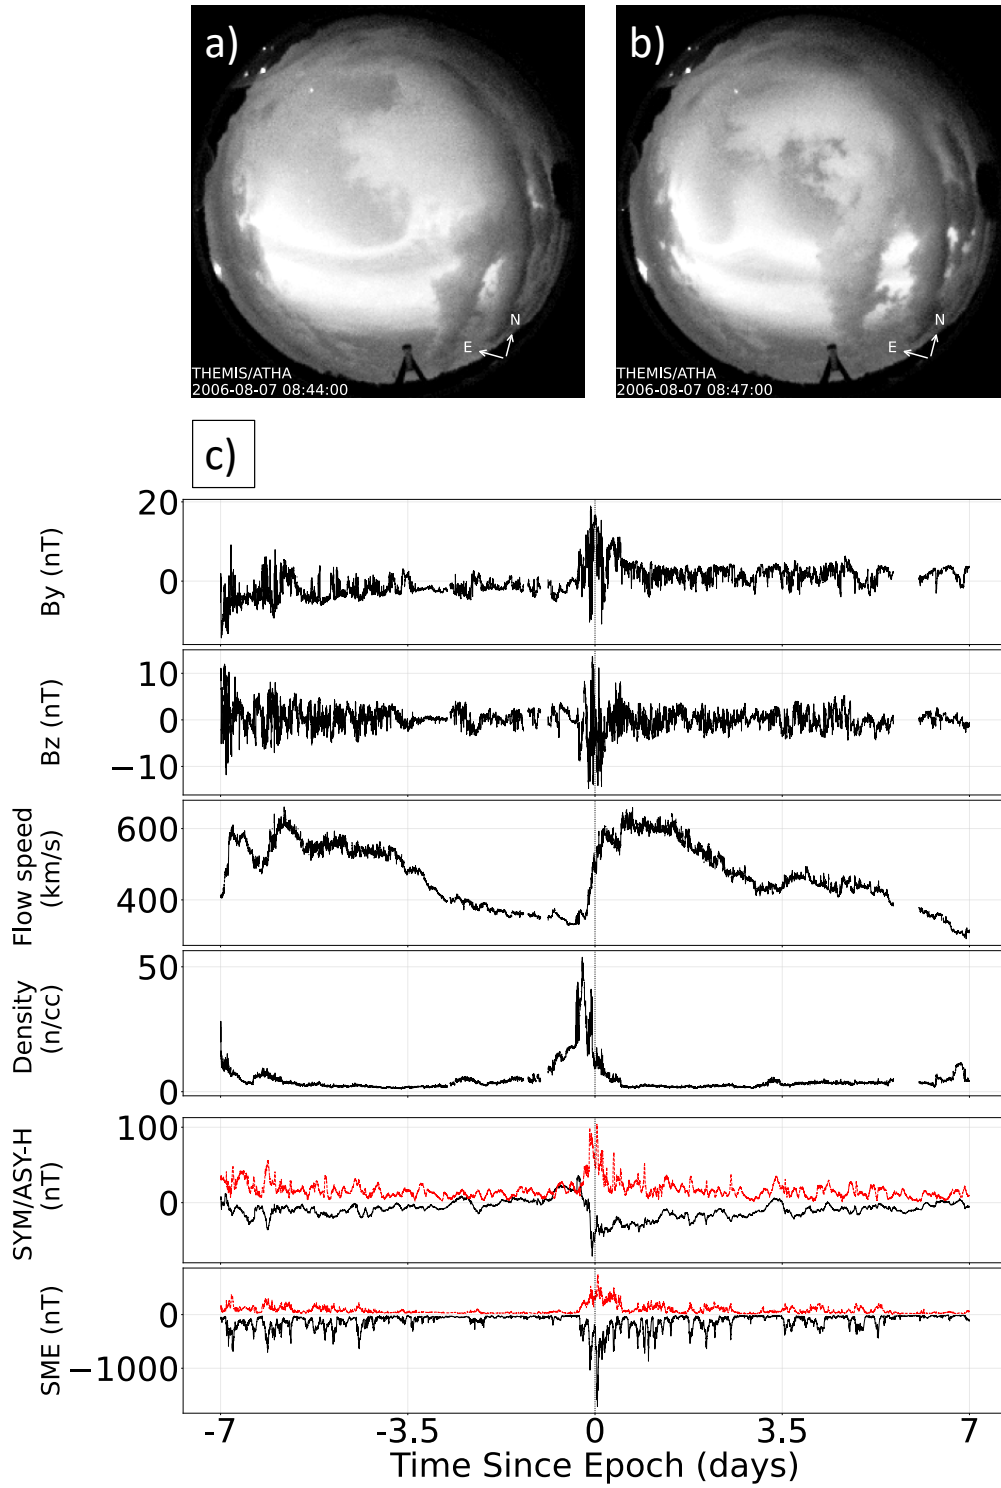 a)
b)
N
E
THEMIS/ATHA
2006-08-07 08:44:00
N
E
THEMIS/ATHA
2006-08-07 08:47:00
c)
By (nT)
20
0
Bz (nT)
10
0
−10
Flow speed
(km/s)
600
400
Density
(n/cc)
50
0
SYM/ASY-H
(nT)
100
0
SME (nT)
0
−1000
-7
-3.5
0
3.5
7
Time Since Epoch (days)